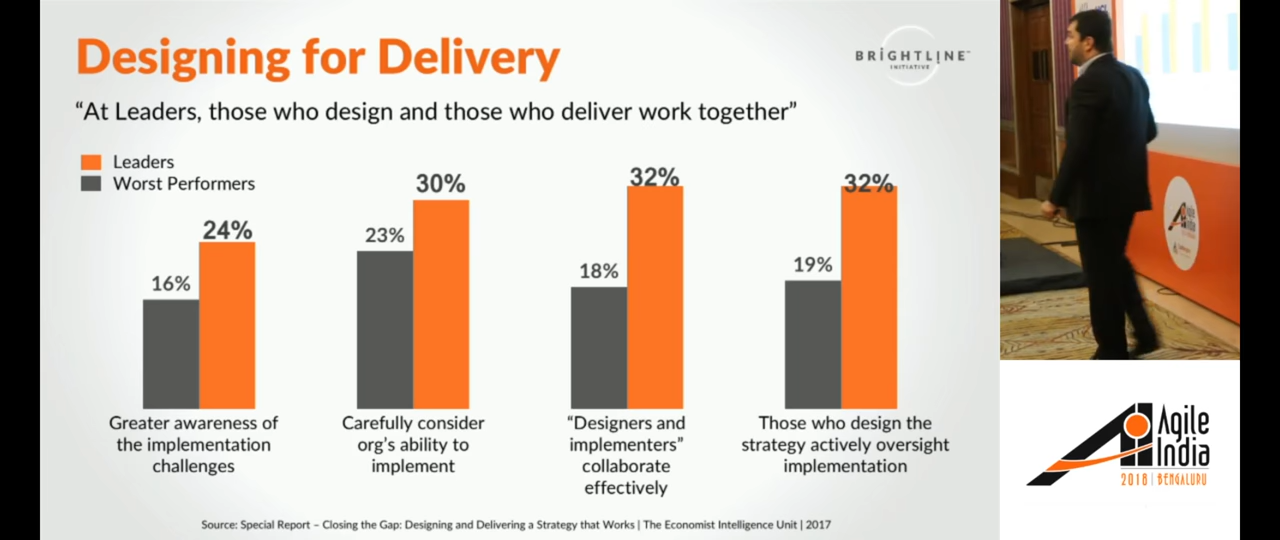 Designing for Delivery
BRIGHTLINE™
INITIATIVE
“At Leaders, those who design and those who deliver work together”
Leaders
Worst Performers
16%
24%
23%
30%
18%
32%
19%
32%
Greater awareness of
the implementation
challenges
Carefully consider
org’s ability to
implement
“Designers and
implementers”
collaborate
effectively
Those who design the
strategy actively oversight
implementation
Source: Special Report – Closing the Gap: Designing and Delivering a Strategy that Works | The Economist Intelligence Unit | 2017
Agile
India
Agile
India
2018 | BENGALURU